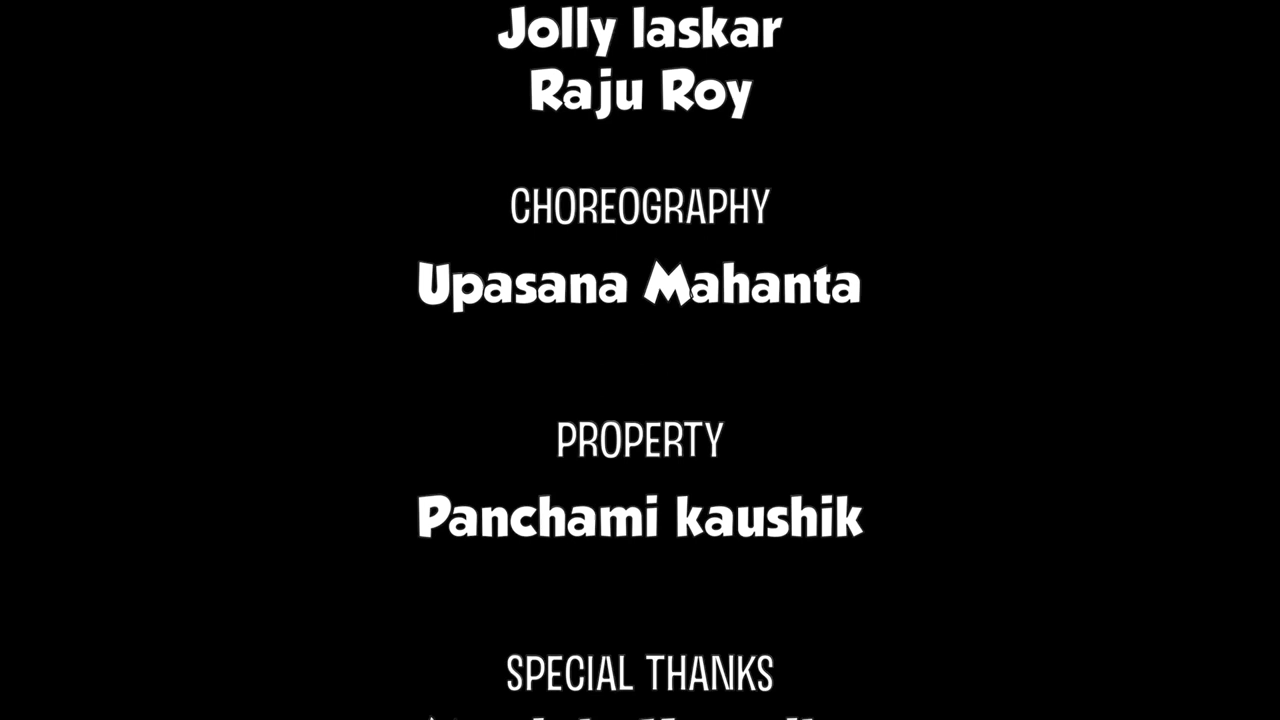 Jolly laskar
Raju Roy
CHOREOGRAPHY
Upasana Mahanta
PROPERTY
Panchami kaushik
SPECIAL THANKS